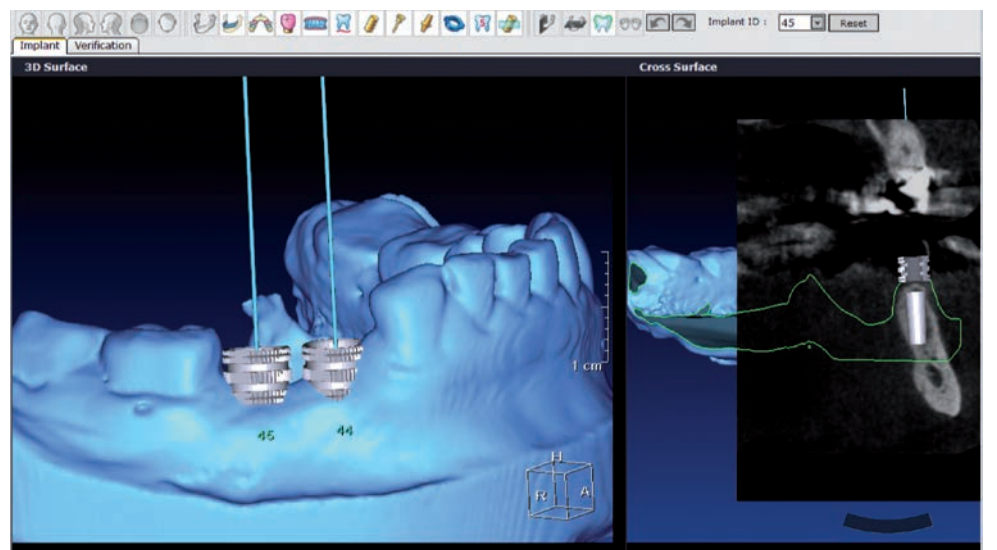 Implant ID : 45 Reset
Implant Verification
3D Surface Cross Surface
1 cm
45 44
H
R A